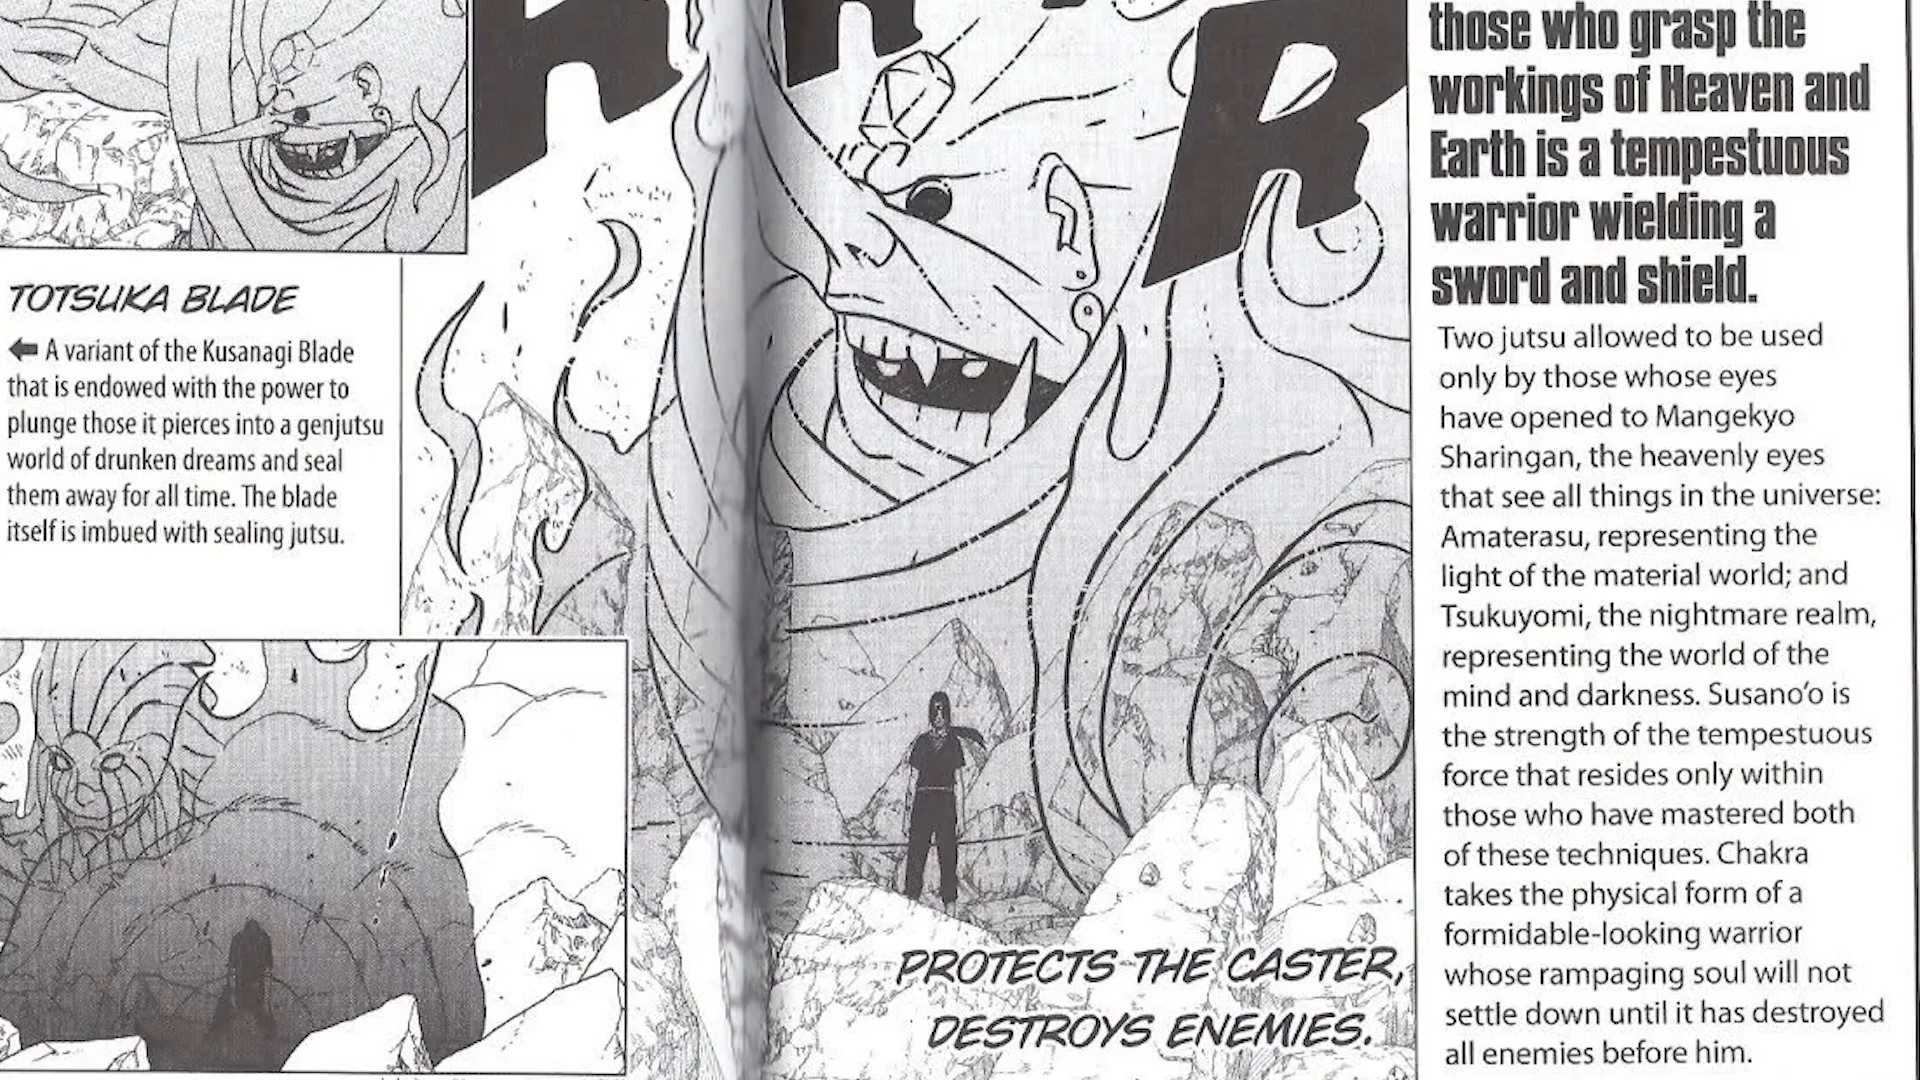 TOTSUKA BLADE
A variant of the Kusanagi Blade
that is endowed with the power to
plunge those it pierces into a genjutsu
world of drunken dreams and seal
them away for all time. The blade
itself is imbued with sealing jutsu.
R
PROTECTS THE CASTER,
DESTROYS ENEMIES.
those who grasp the
workings of Heaven and
Earth is a tempestuous
warrior wielding a
sword and shield.
Two jutsu allowed to be used
only by those whose eyes
have opened to Mangekyo
Sharingan, the heavenly eyes
that see all things in the universe:
Amaterasu, representing the
light of the material world; and
Tsukuyomi, the nightmare realm,
representing the world of the
mind and darkness. Susano’o is
the strength of the tempestuous
force that resides only within
those who have mastered both
of these techniques. Chakra
takes the physical form of a
formidable-looking warrior
whose rampaging soul will not
settle down until it has destroyed
all enemies before him.